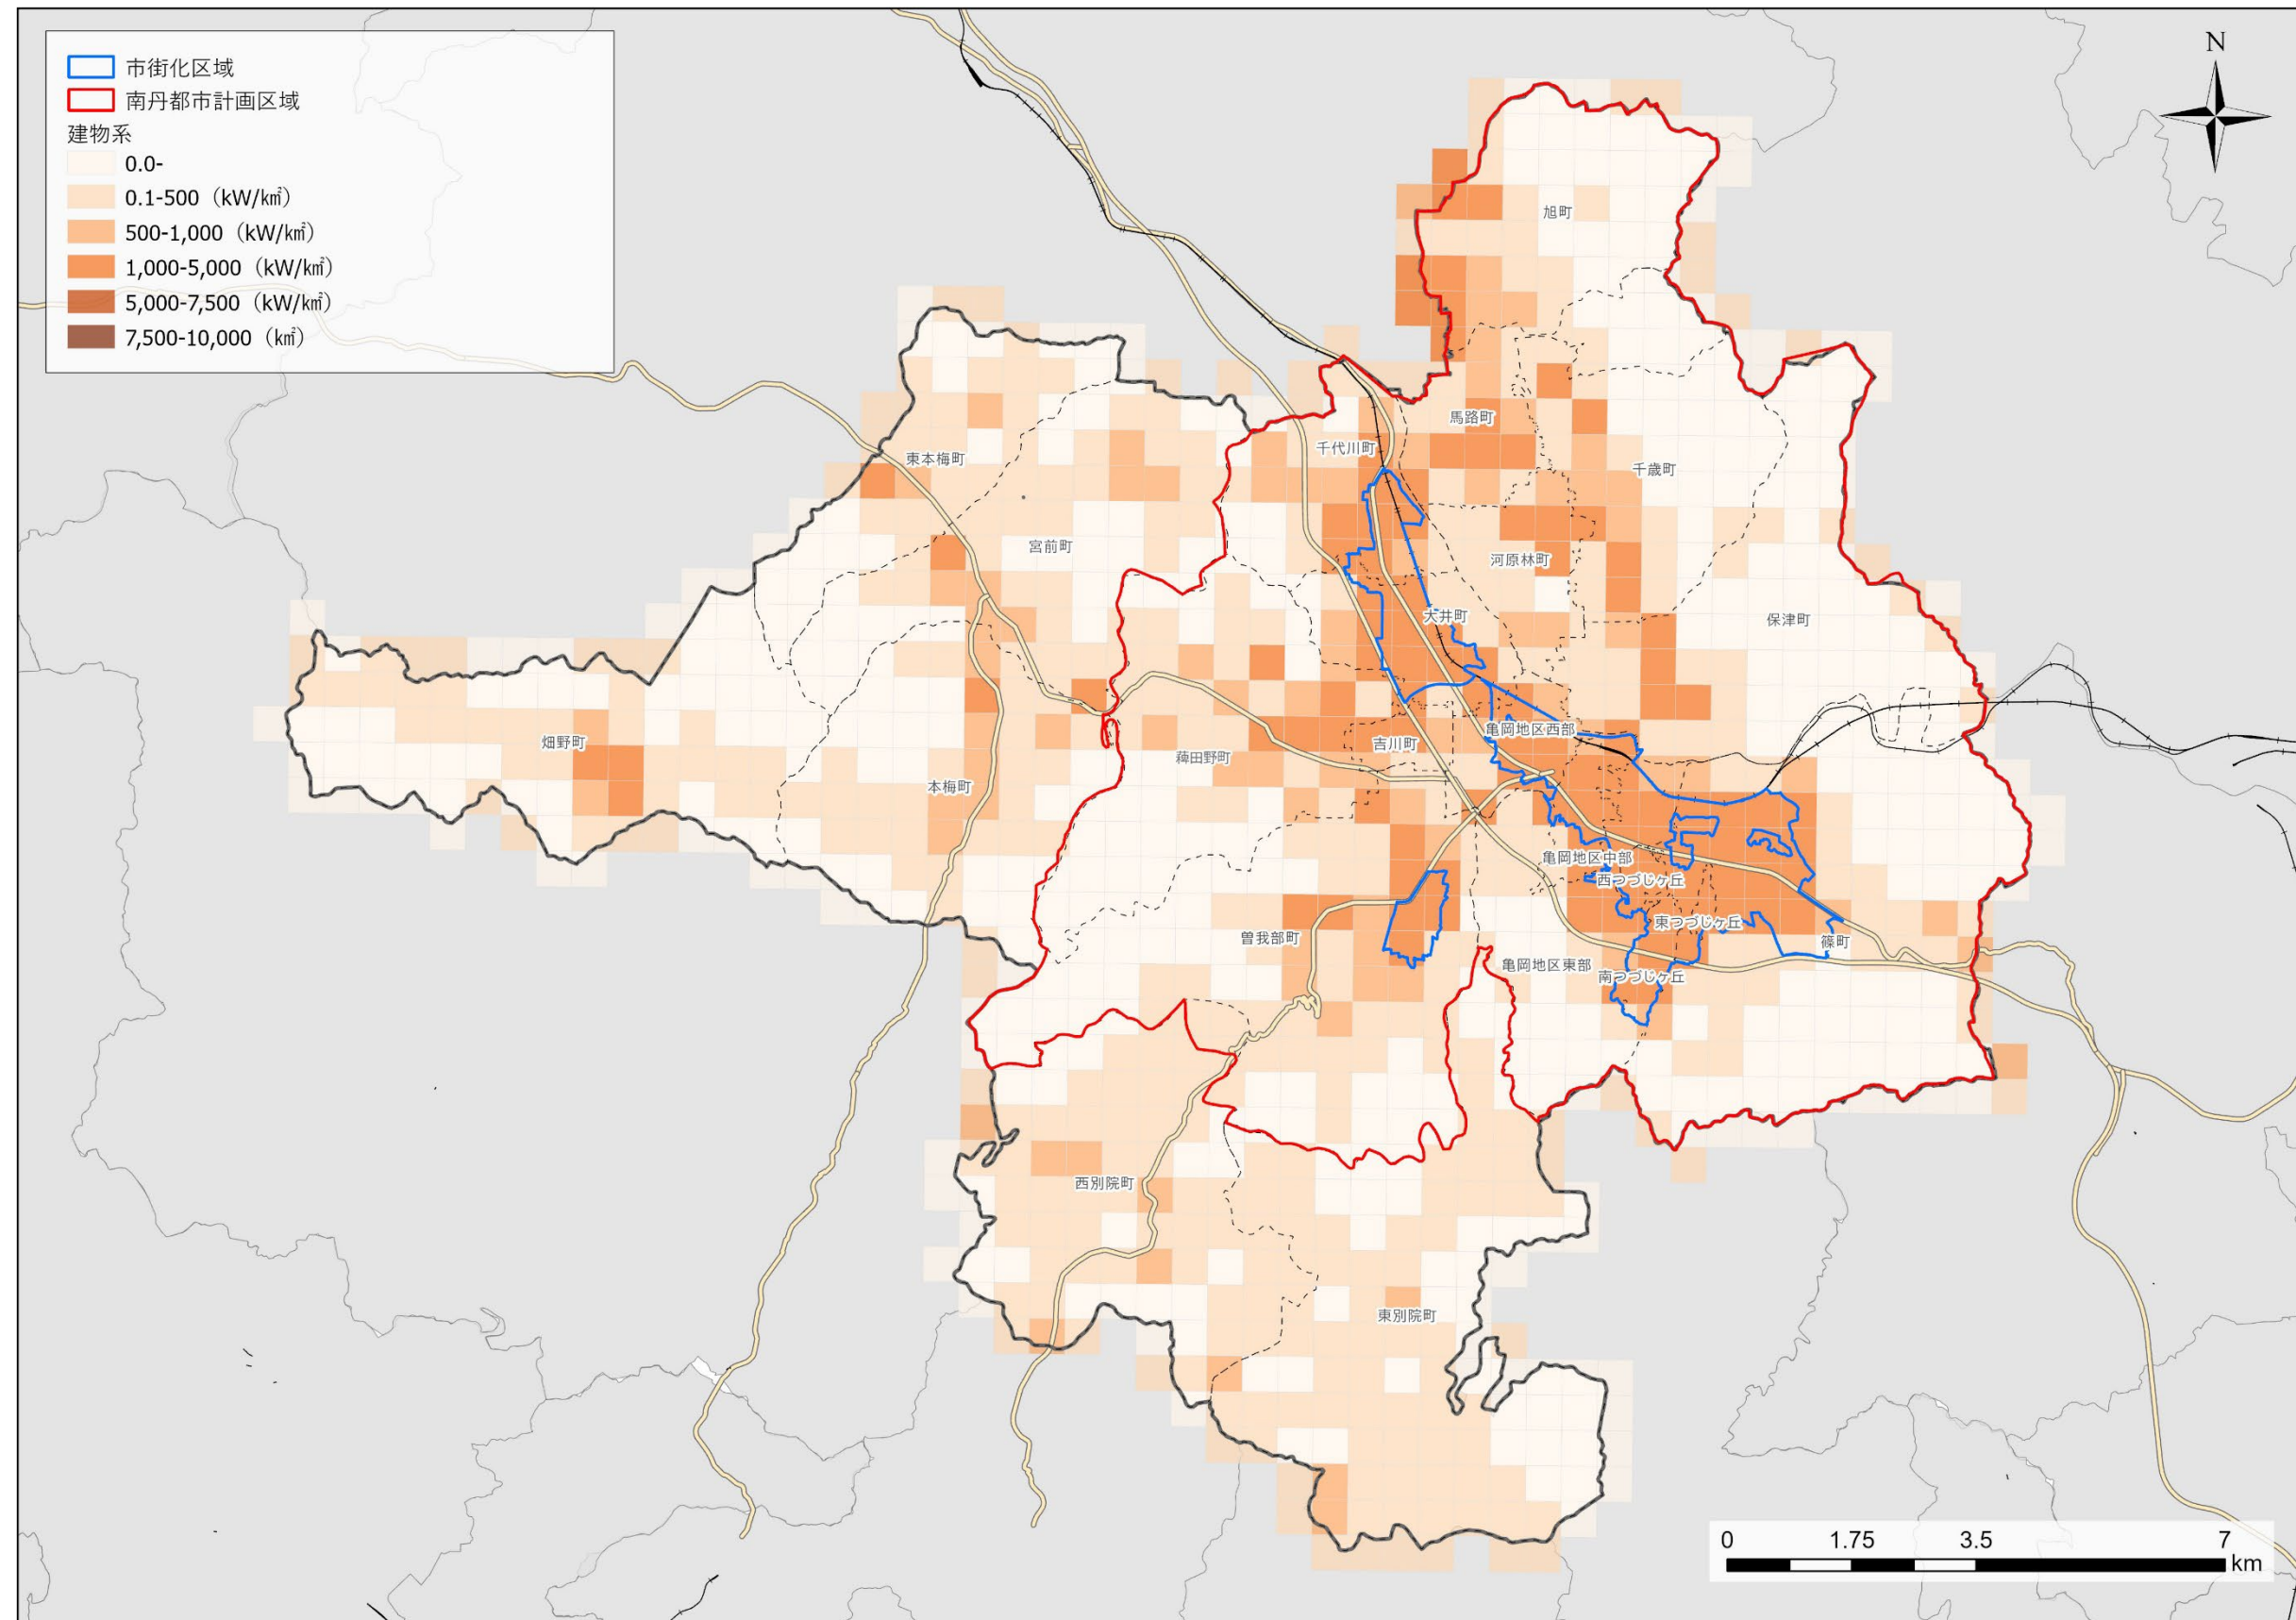 市街化区域
南丹都市計画区域
建物系
0.0-
0.1-500（kW/k㎡）
500-1,000（kW/k㎡）
1,000-5,000（kW/k㎡）
5,000-7,500（kW/k㎡）
7,500-10,000（k㎡）
N
旭町
馬路町
千代川町
東本梅町
千歳町
宮前町
河原林町
大井町
保津町
亀岡地区西部
畑野町
吉川町
薭田野町
本梅町
亀岡地区中部
西つつじヶ丘
東つつじヶ丘
曽我部町
篠町
亀岡地区東部
南つつじヶ丘
西別院町
東別院町
0 1.75 3.5 7
km